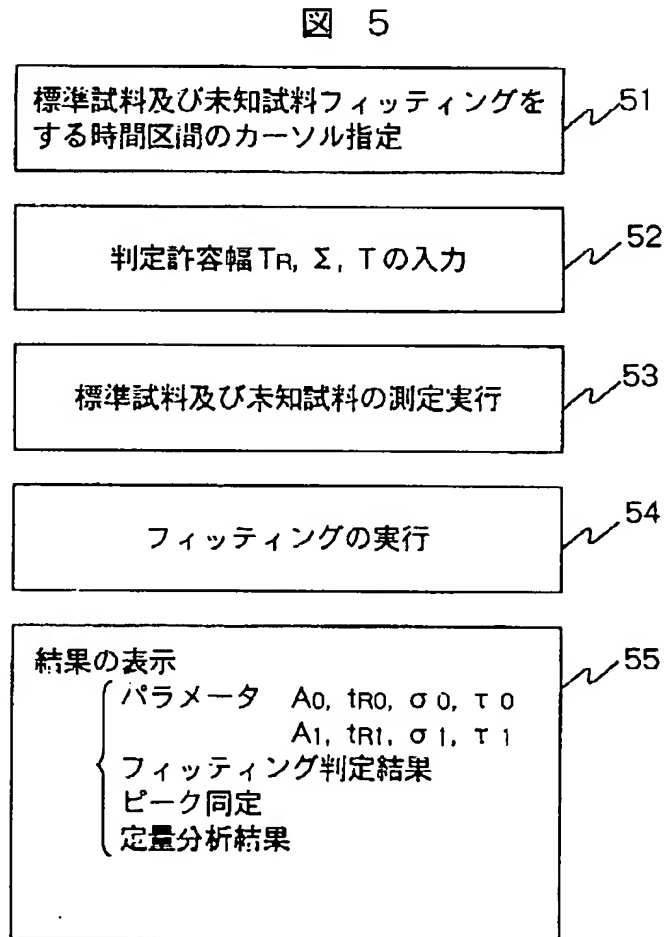 図 5
標準試料及び未知試料フィッティングを
する時間区間のカーソル指定
51
判定許容幅TR, Σ, Tの入力
52
標準試料及び未知試料の測定実行
53
フィッティングの実行
54
結果の表示
55
パラメータ A0, tR0, σ0, τ0
A1, tR1, σ1, τ1
フィッティング判定結果
ピーク同定
定量分析結果